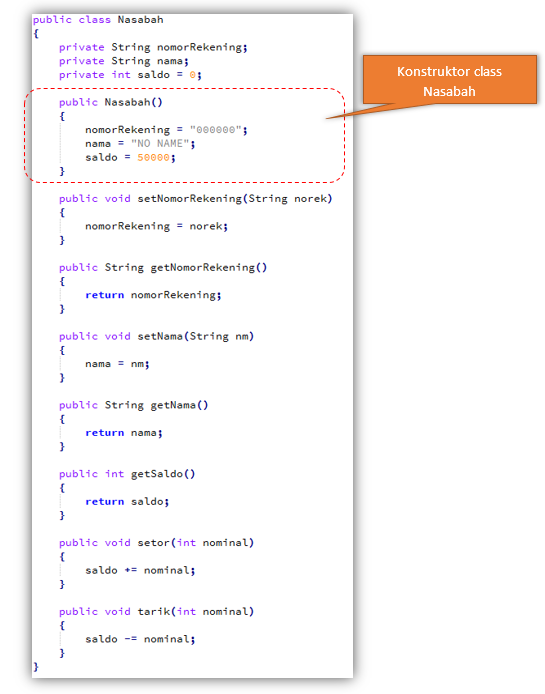 public class Nasabah
{
private String nomorRekening;
private String nama;
private int saldo = 0;
public Nasabah()
{
nomorRekening = "000000";
nama = "NO NAME";
saldo = 50000;
}
public void setNomorRekening(String norek)
{
nomorRekening = norek;
}
public String getNomorRekening()
{
return nomorRekening;
}
public void setNama(String nm)
{
nama = nm;
}
public String getNama()
{
return nama;
}
public int getSaldo()
{
return saldo;
}
public void setor(int nominal)
{
saldo += nominal;
}
public void tarik(int nominal)
{
saldo -= nominal;
}
}
Konstruktor class
Nasabah